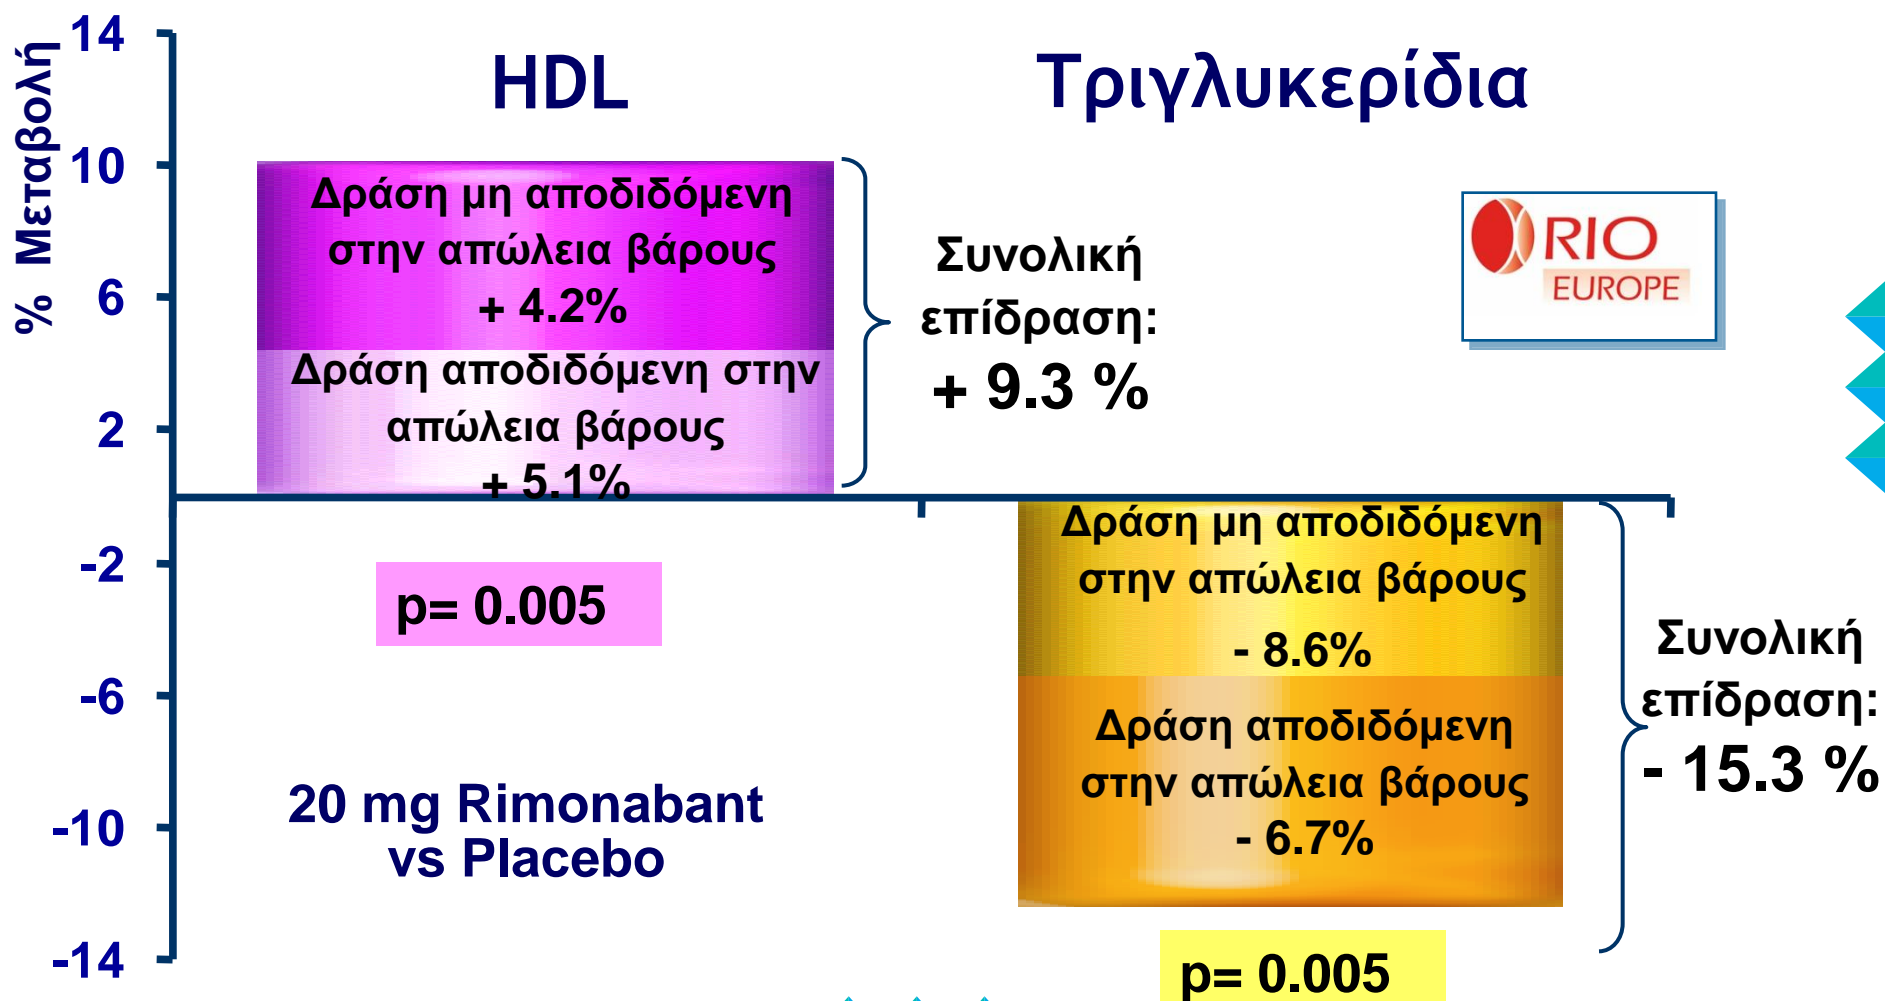 % Μεταβολή
14
10
6
2
-2
-6
-10
-14
HDL
Δράση μη αποδιδόμενη
στην απώλεια βάρους
+ 4.2%
Δράση αποδιδόμενη στην
απώλεια βάρους
+ 5.1%
Συνολική
επίδραση:
+ 9.3 %
p= 0.005
20 mg Rimonabant
vs Placebo
Τριγλυκερίδια
RIO
EUROPE
Δράση μη αποδιδόμενη
στην απώλεια βάρους
- 8.6%
Δράση αποδιδόμενη
στην απώλεια βάρους
- 6.7%
Συνολική
επίδραση:
- 15.3 %
p= 0.005